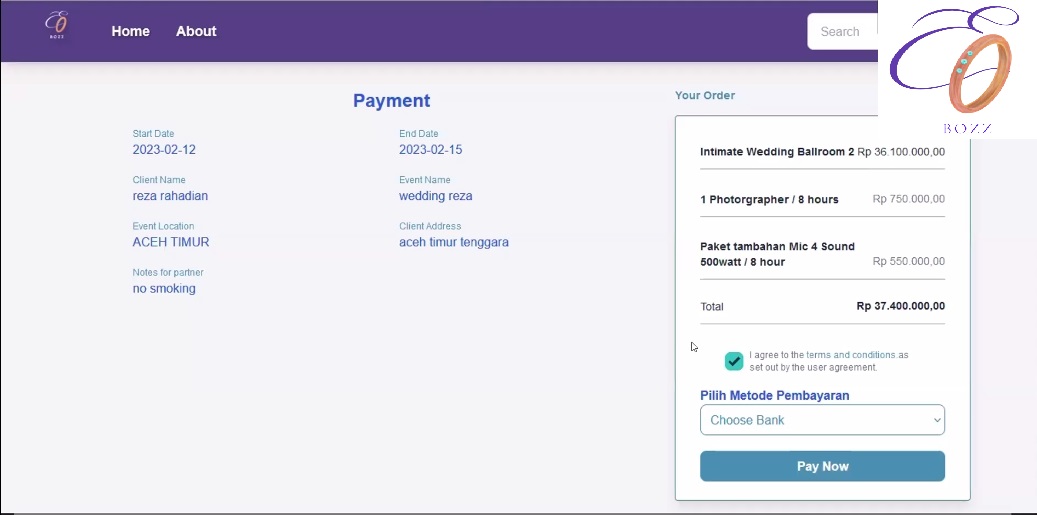 BOZZ
Home
About
Search
BOZZ
Payment
Start Date
2023-02-12
End Date
2023-02-15
Client Name
reza rahadian
Event Name
wedding reza
Event Location
ACEH TIMUR
Client Address
aceh timur tenggara
Notes for partner
no smoking
Your Order
Intimate Wedding Ballroom 2 Rp 36.100.000,00
1 Photorgrapher / 8 hours Rp 750.000,00
Paket tambahan Mic 4 Sound
500watt / 8 hour Rp 550.000,00
Total Rp 37.400.000,00
I agree to the terms and conditions as
set out by the user agreement.
Pilih Metode Pembayaran
Choose Bank
Pay Now